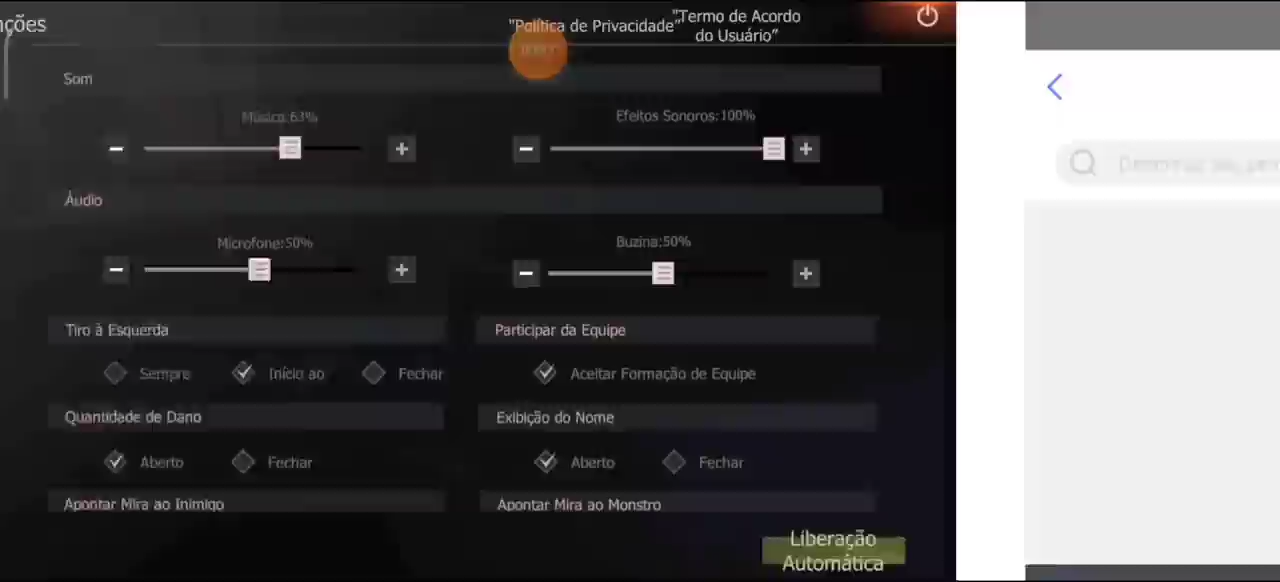 nções
"Política de Privacidade"
"Termo de Acordo
do Usuário"
Som
Música:63%
Efeitos Sonoros:100%
Áudio
Microfone:50%
Buzina:50%
Tiro à Esquerda
Participar da Equipe
Sempre
Início ao
Fechar
Aceitar Formação de Equipe
Quantidade de Dano
Exibição do Nome
Aberto
Fechar
Aberto
Fechar
Apontar Mira ao Inimigo
Apontar Mira ao Monstro
Liberação
Automática